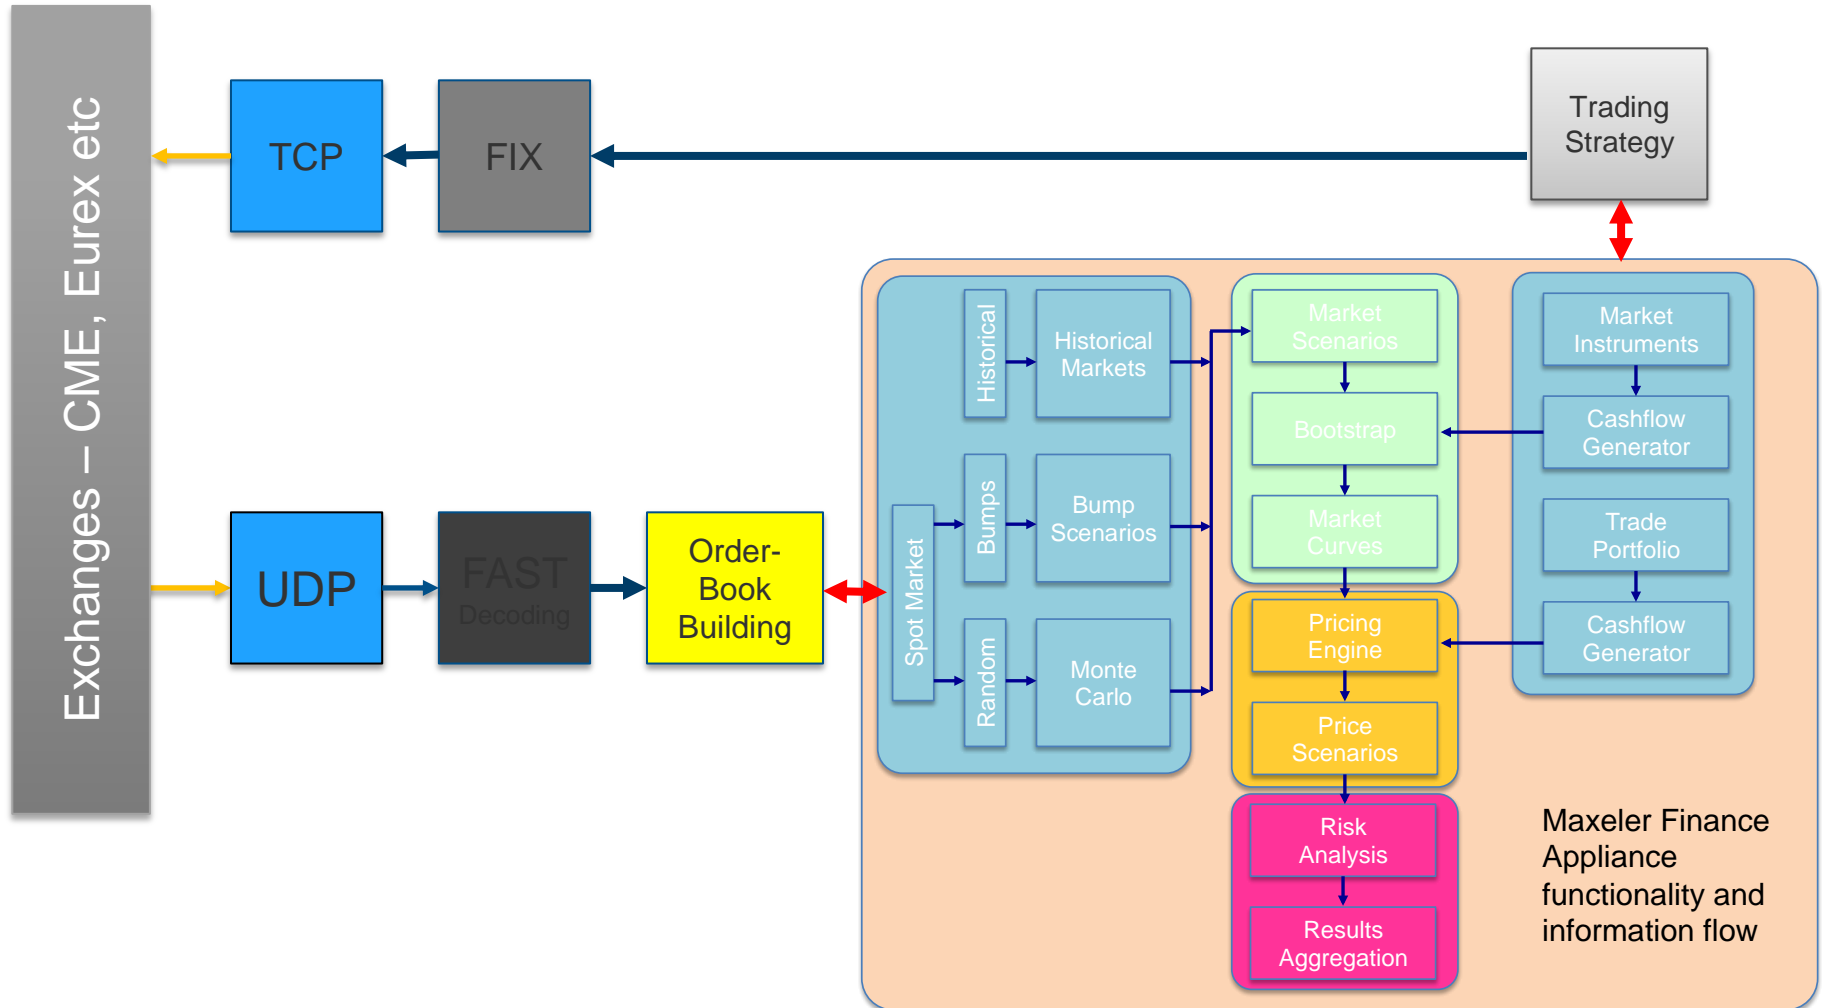 Exchanges – CME, Eurex etc
TCP
FIX
Trading
Strategy
UDP
FAST
Decoding
Order-
Book
Building
Spot Market
Historical
Historical
Markets
Bumps
Bump
Scenarios
Random
Monte
Carlo
Market
Scenarios
Bootstrap
Market
Curves
Pricing
Engine
Price
Scenarios
Risk
Analysis
Results
Aggregation
Market
Instruments
Cashflow
Generator
Trade
Portfolio
Cashflow
Generator
Maxeler Finance
Appliance
functionality and
information flow